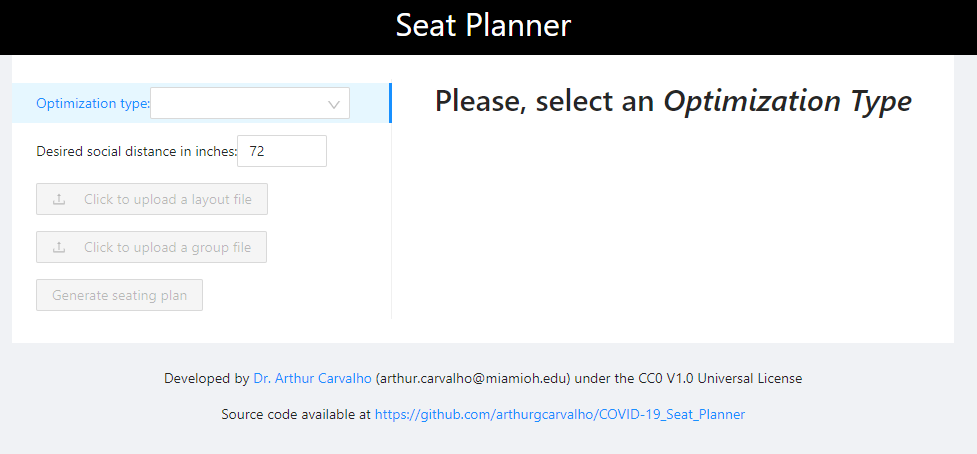 Seat Planner
Optimization type:
Please, select an Optimization Type
Desired social distance in inches: 72
Click to upload a layout file
Click to upload a group file
Generate seating plan
Developed by Dr. Arthur Carvalho (arthur.carvalho@miamioh.edu) under the CC0 V1.0 Universal License
Source code available at https://github.com/arthurgcarvalho/COVID-19_Seat_Planner